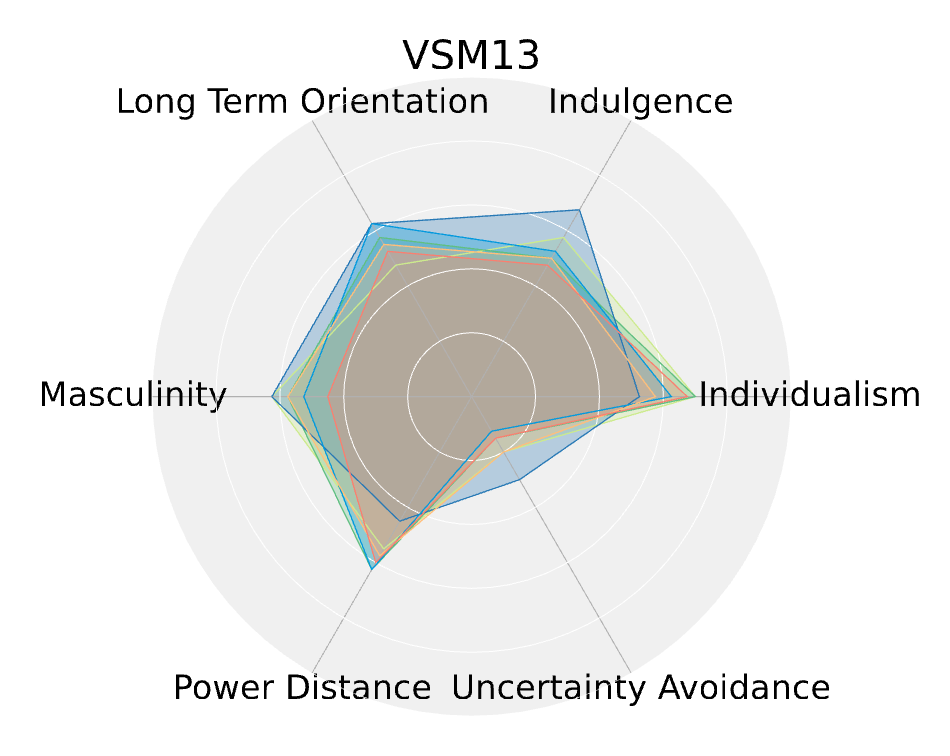 VSM13
Long Term Orientation
Indulgence
Masculinity
Individualism
Power Distance
Uncertainty Avoidance